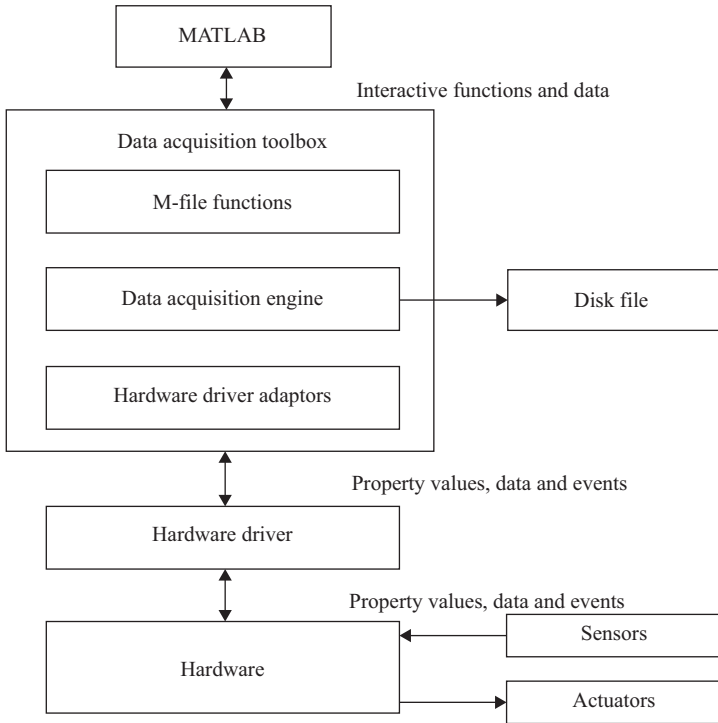 MATLAB
Interactive functions and data
Data acquisition toolbox
M-file functions
Data acquisition engine
Disk file
Hardware driver adaptors
Property values, data and events
Hardware driver
Property values, data and events
Sensors
Hardware
Actuators